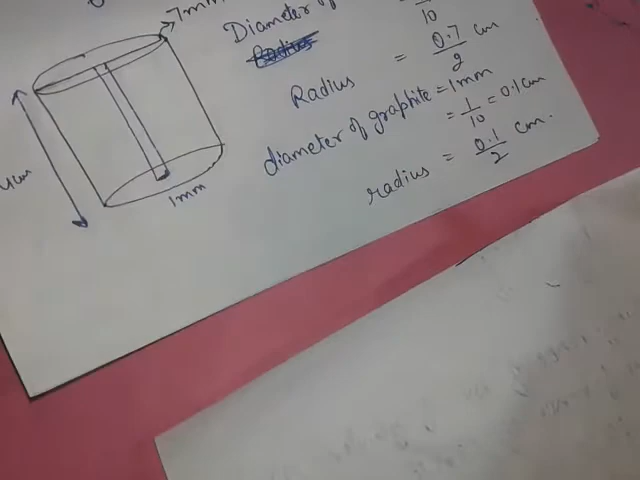 7mm
Diameter of
10
Radius = 0.7/2 cm
diameter of graphite = 1mm
= 1/10 = 0.1cm
radius = 0.1/2 cm.
1mm